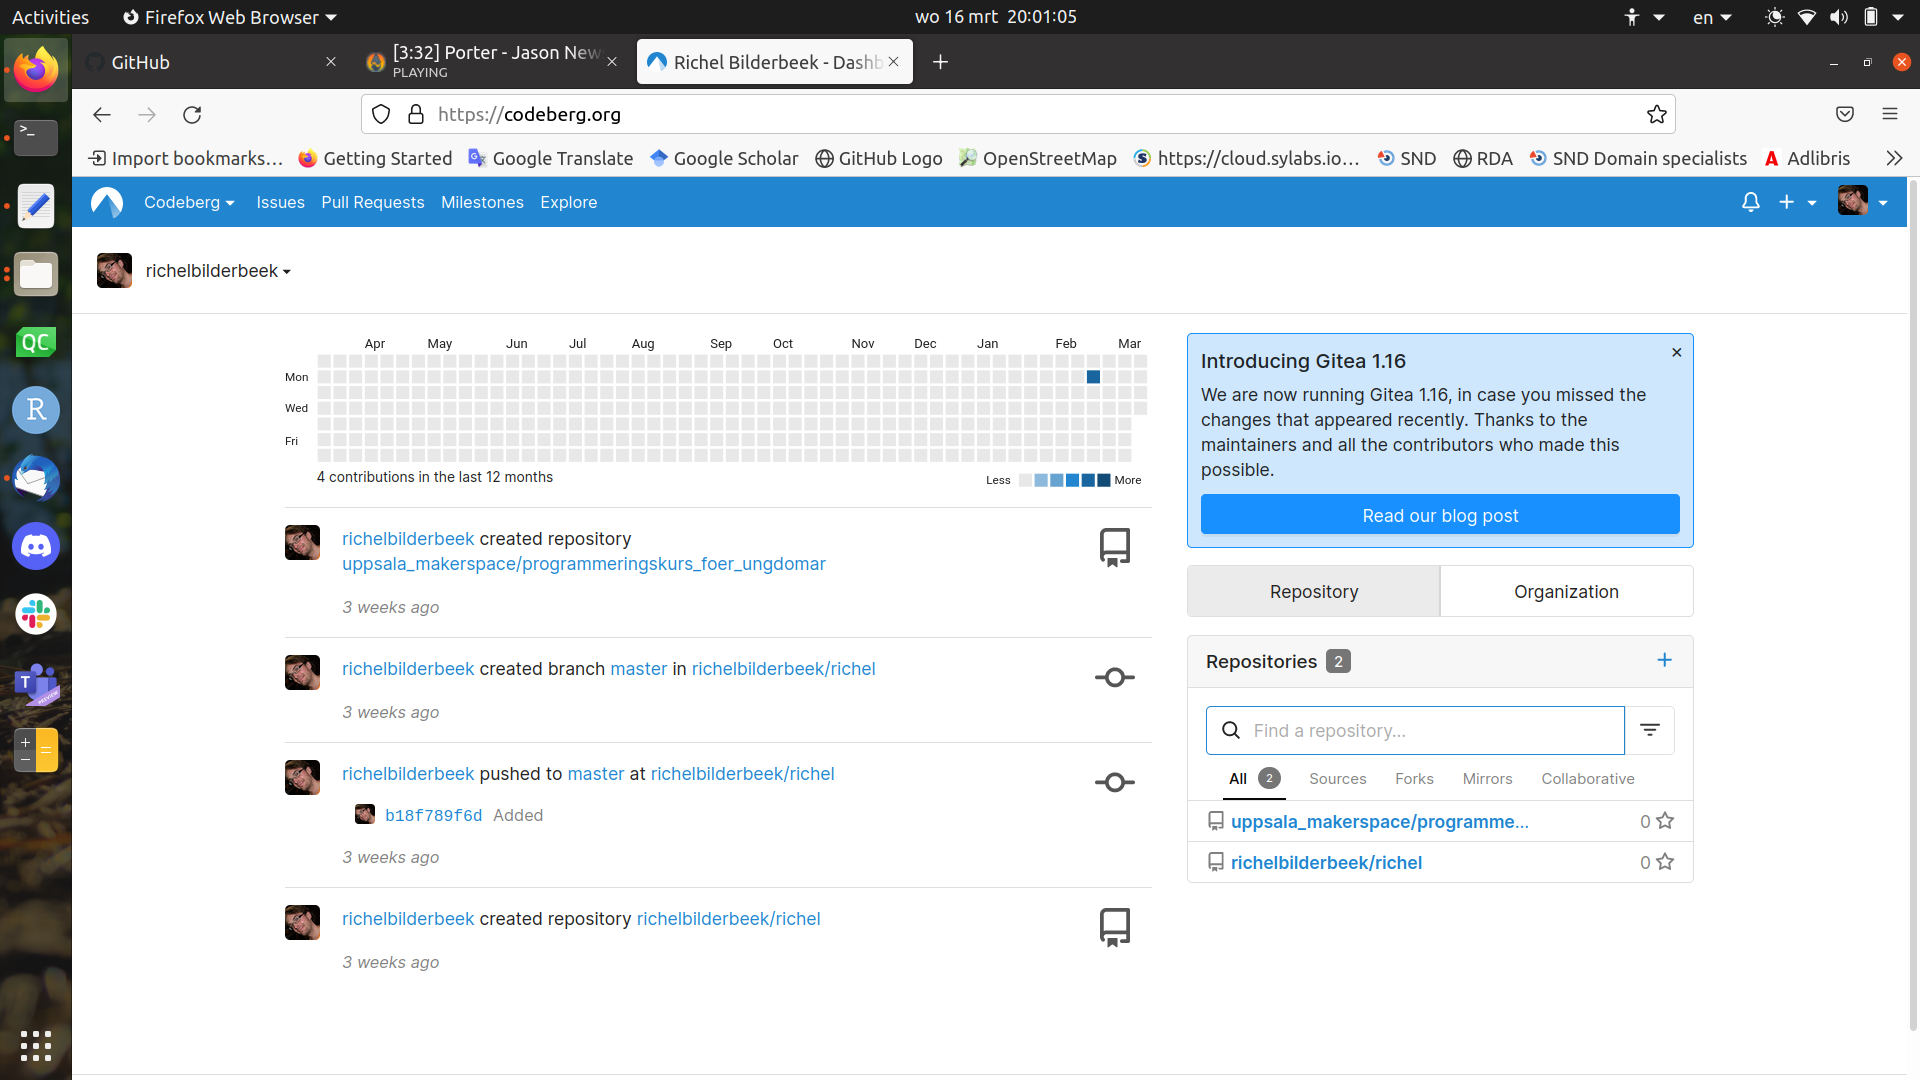 Activities
Firefox Web Browser
wo 16 mrt 20:01:05
en
GitHub
[3:32] Porter - Jason New
PLAYING
Richel Bilderbeek - Dashb
https://codeberg.org
Import bookmarks...
Getting Started
Google Translate
Google Scholar
GitHub Logo
OpenStreetMap
https://cloud.sylabs.io...
SND
RDA
SND Domain specialists
Adlibris
Codeberg
Issues
Pull Requests
Milestones
Explore
richelbilderbeek
Apr May Jun Jul Aug Sep Oct Nov Dec Jan Feb Mar
Mon
Wed
Fri
4 contributions in the last 12 months
Less
More
richelbilderbeek created repository
uppsala_makerspace/programmeringskurs_foer_ungdomar
3 weeks ago
richelbilderbeek created branch master in richelbilderbeek/richel
3 weeks ago
richelbilderbeek pushed to master at richelbilderbeek/richel
b18f789f6d Added
3 weeks ago
richelbilderbeek created repository richelbilderbeek/richel
3 weeks ago
Introducing Gitea 1.16
We are now running Gitea 1.16, in case you missed the
changes that appeared recently. Thanks to the
maintainers and all the contributors who made this
possible.
Read our blog post
Repository
Organization
Repositories 2
Find a repository...
All 2 Sources Forks Mirrors Collaborative
uppsala_makerspace/programme... 0
richelbilderbeek/richel 0
QC
R
T
PREVIEW